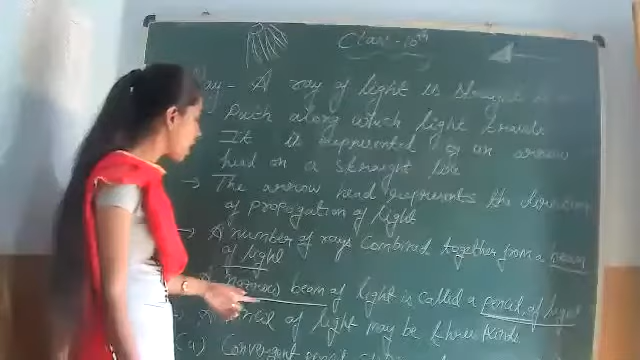 Class-10th
Ray - A ray of light is straight
Path along which light travels
It is represented by an arrow
head on a straight line
→ The arrow head represents the direction
of propagation of light
→ A number of rays combined together form a beam
of light
narrow beam of light is called a pencil of light
pencil of light may be three kinds
(a) Convergent